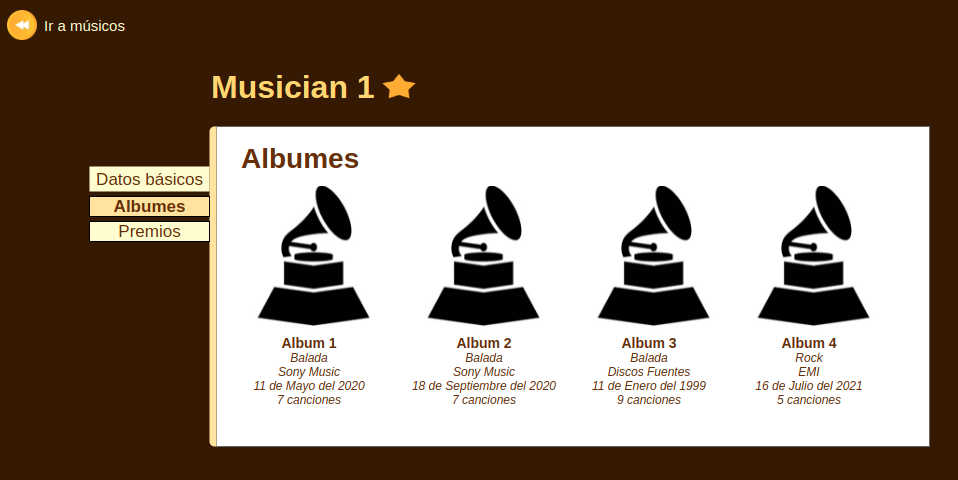 Ir a músicos
Musician 1
Datos básicos
Albumes
Premios
Albumes
Album 1
Balada
Sony Music
11 de Mayo del 2020
7 canciones
Album 2
Balada
Sony Music
18 de Septiembre del 2020
7 canciones
Album 3
Balada
Discos Fuentes
11 de Enero del 1999
9 canciones
Album 4
Rock
EMI
16 de Julio del 2021
5 canciones